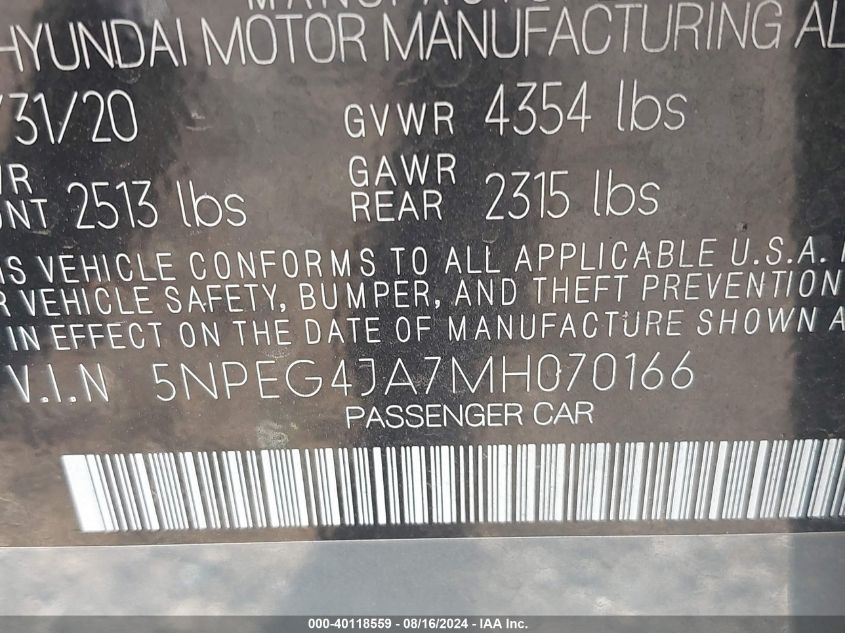 HYUNDAI MOTOR MANUFACTURING AL
/31/20 GVWR 4354 lbs
WR GAWR
NT 2513 lbs REAR 2315 lbs
IS VEHICLE CONFORMS TO ALL APPLICABLE U.S.A.
R VEHICLE SAFETY, BUMPER, AND THEFT PREVENTION
IN EFFECT ON THE DATE OF MANUFACTURE SHOWN A
V.I.N 5NPEG4JA7MH070166
PASSENGER CAR
000-40118559 - 08/16/2024 - IAA Inc.